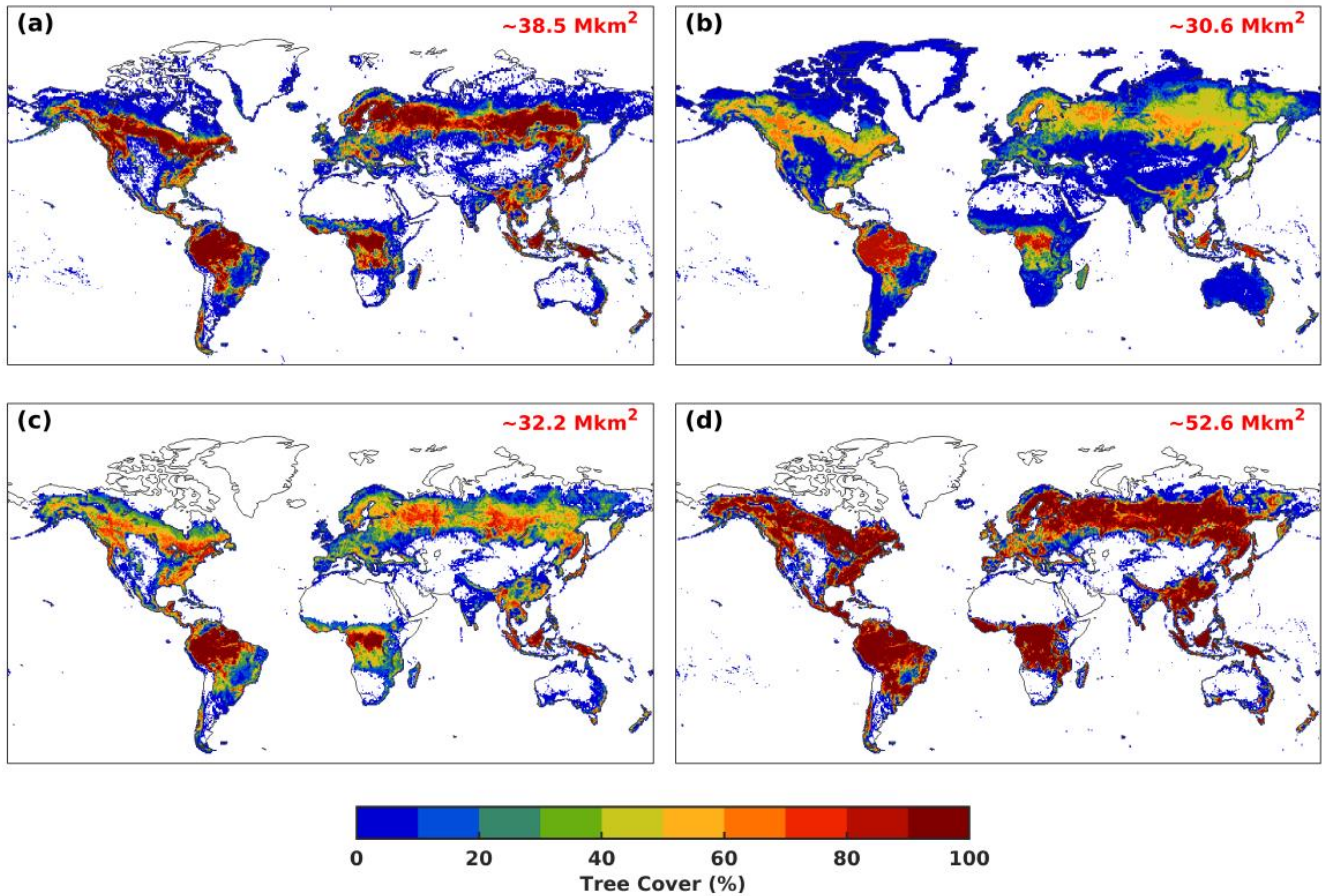 (a) ~38.5 Mkm²
(b) ~30.6 Mkm²
(c) ~32.2 Mkm²
(d) ~52.6 Mkm²
0 20 40 60 80 100
Tree Cover (%)